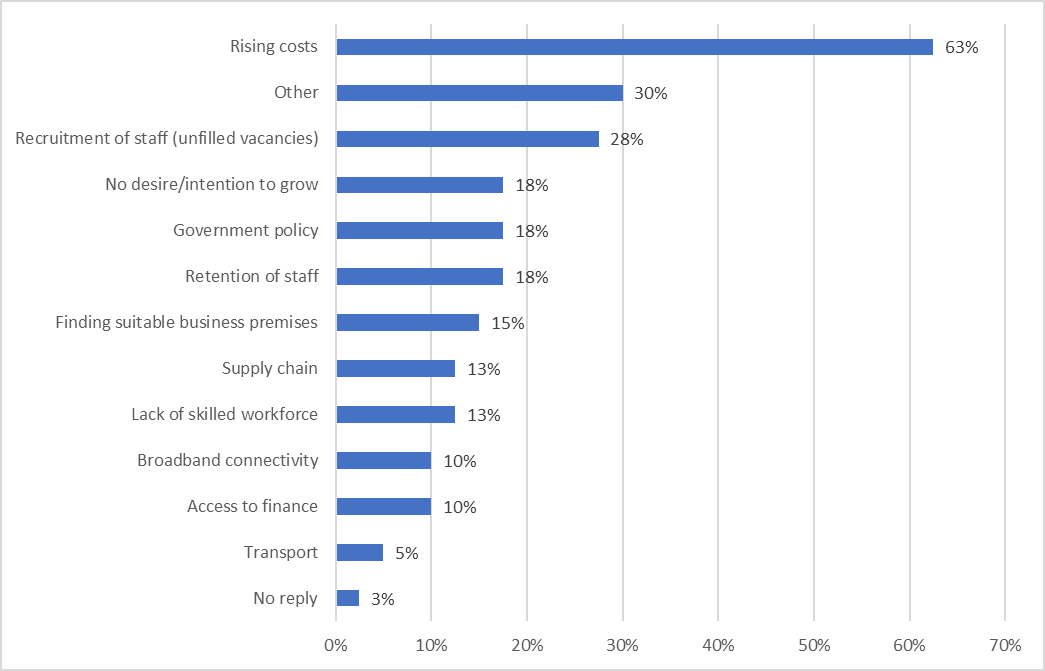 Rising costs 63%
Other 30%
Recruitment of staff (unfilled vacancies) 28%
No desire/intention to grow 18%
Government policy 18%
Retention of staff 18%
Finding suitable business premises 15%
Supply chain 13%
Lack of skilled workforce 13%
Broadband connectivity 10%
Access to finance 10%
Transport 5%
No reply 3%
0% 10% 20% 30% 40% 50% 60% 70%